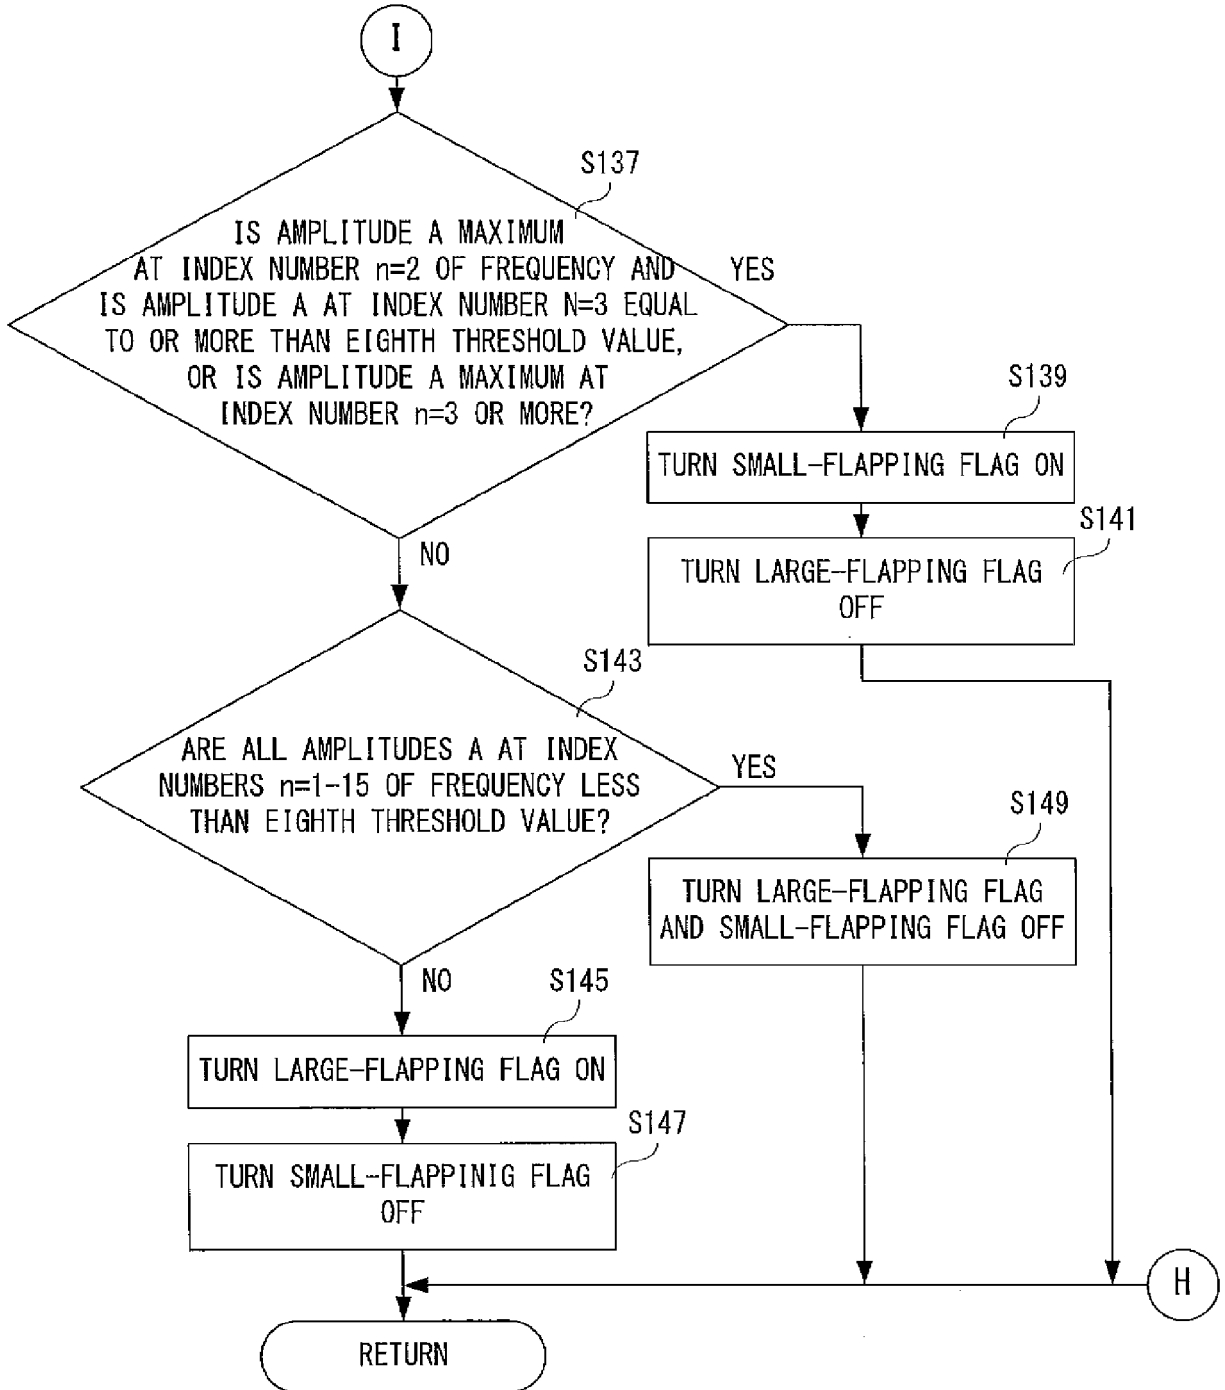 I
S137
IS AMPLITUDE A MAXIMUM
AT INDEX NUMBER n=2 OF FREQUENCY AND
IS AMPLITUDE A AT INDEX NUMBER N=3 EQUAL
TO OR MORE THAN EIGHTH THRESHOLD VALUE,
OR IS AMPLITUDE A MAXIMUM AT
INDEX NUMBER n=3 OR MORE?
YES
S139
TURN SMALL-FLAPPING FLAG ON
S141
TURN LARGE-FLAPPING FLAG
OFF
NO
S143
ARE ALL AMPLITUDES A AT INDEX
NUMBERS n=1-15 OF FREQUENCY LESS
THAN EIGHTH THRESHOLD VALUE?
YES
S149
TURN LARGE-FLAPPING FLAG
AND SMALL-FLAPPING FLAG OFF
NO
S145
TURN LARGE-FLAPPING FLAG ON
S147
TURN SMALL-FLAPPINIG FLAG
OFF
H
RETURN